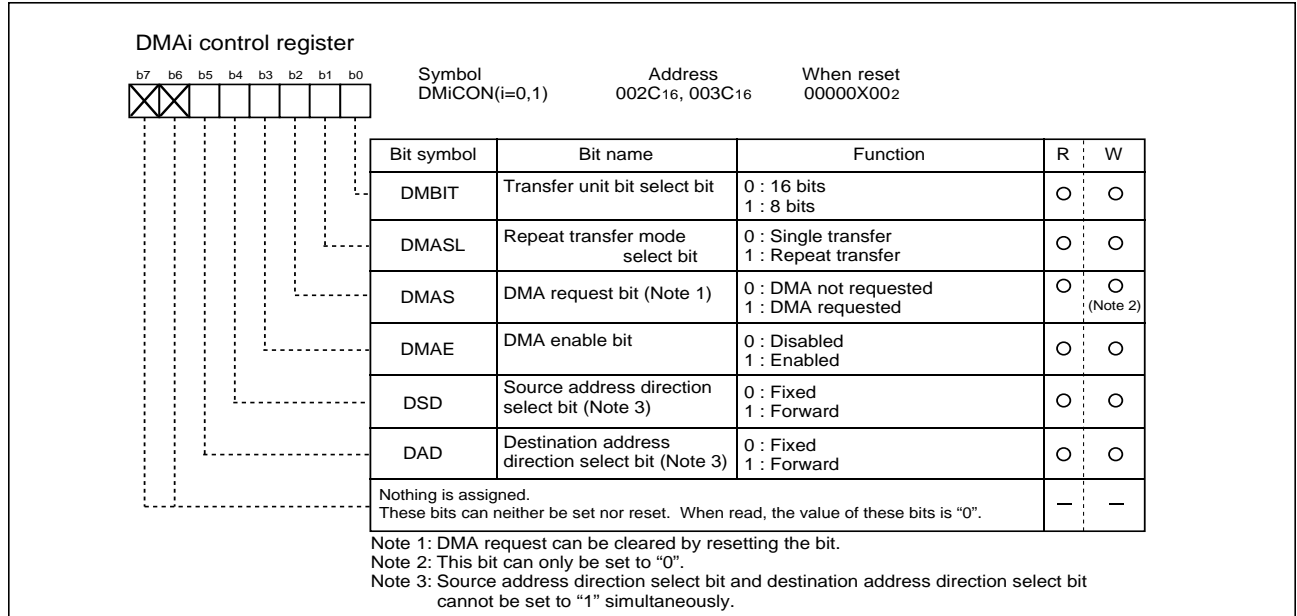 DMAi control register
b7 b6 b5 b4 b3 b2 b1 b0
Symbol Address When reset
DMiCON(i=0,1) 002C16, 003C16 00000X002
Bit symbol Bit name Function R W
DMBIT Transfer unit bit select bit 0 : 16 bits
1 : 8 bits
DMASL Repeat transfer mode
select bit 0 : Single transfer
1 : Repeat transfer
DMAS DMA request bit (Note 1) 0 : DMA not requested
1 : DMA requested (Note 2)
DMAE DMA enable bit 0 : Disabled
1 : Enabled
DSD Source address direction
select bit (Note 3) 0 : Fixed
1 : Forward
DAD Destination address
direction select bit (Note 3) 0 : Fixed
1 : Forward
Nothing is assigned.
These bits can neither be set nor reset. When read, the value of these bits is “0”.
Note 1: DMA request can be cleared by resetting the bit.
Note 2: This bit can only be set to “0”.
Note 3: Source address direction select bit and destination address direction select bit
cannot be set to “1” simultaneously.